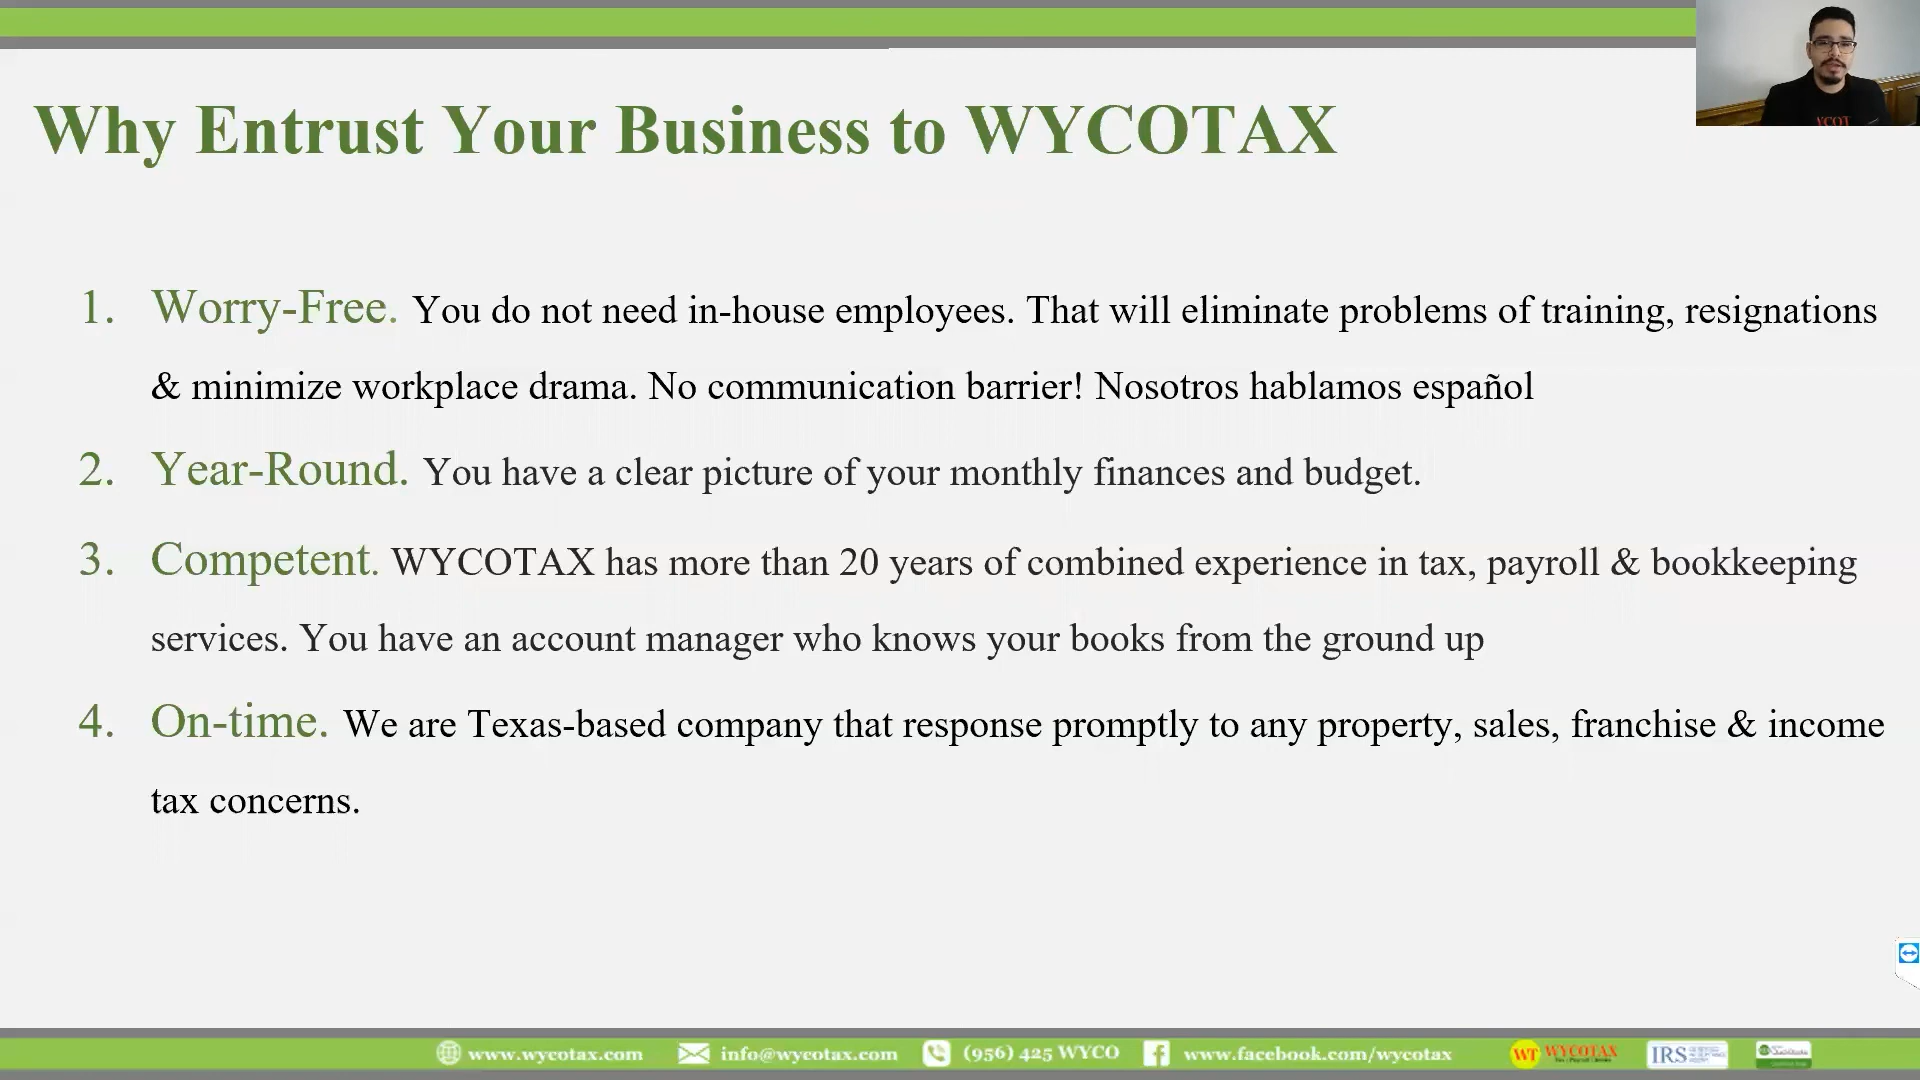 Why Entrust Your Business to WYCOTAX
1. Worry-Free. You do not need in-house employees. That will eliminate problems of training, resignations
& minimize workplace drama. No communication barrier! Nosotros hablamos español
2. Year-Round. You have a clear picture of your monthly finances and budget.
3. Competent. WYCOTAX has more than 20 years of combined experience in tax, payroll & bookkeeping
services. You have an account manager who knows your books from the ground up
4. On-time. We are Texas-based company that response promptly to any property, sales, franchise & income
tax concerns.
www.wycotax.com info@wycotax.com (956) 425 WYCO www.facebook.com/wycotax WT WYCOTAX IRS